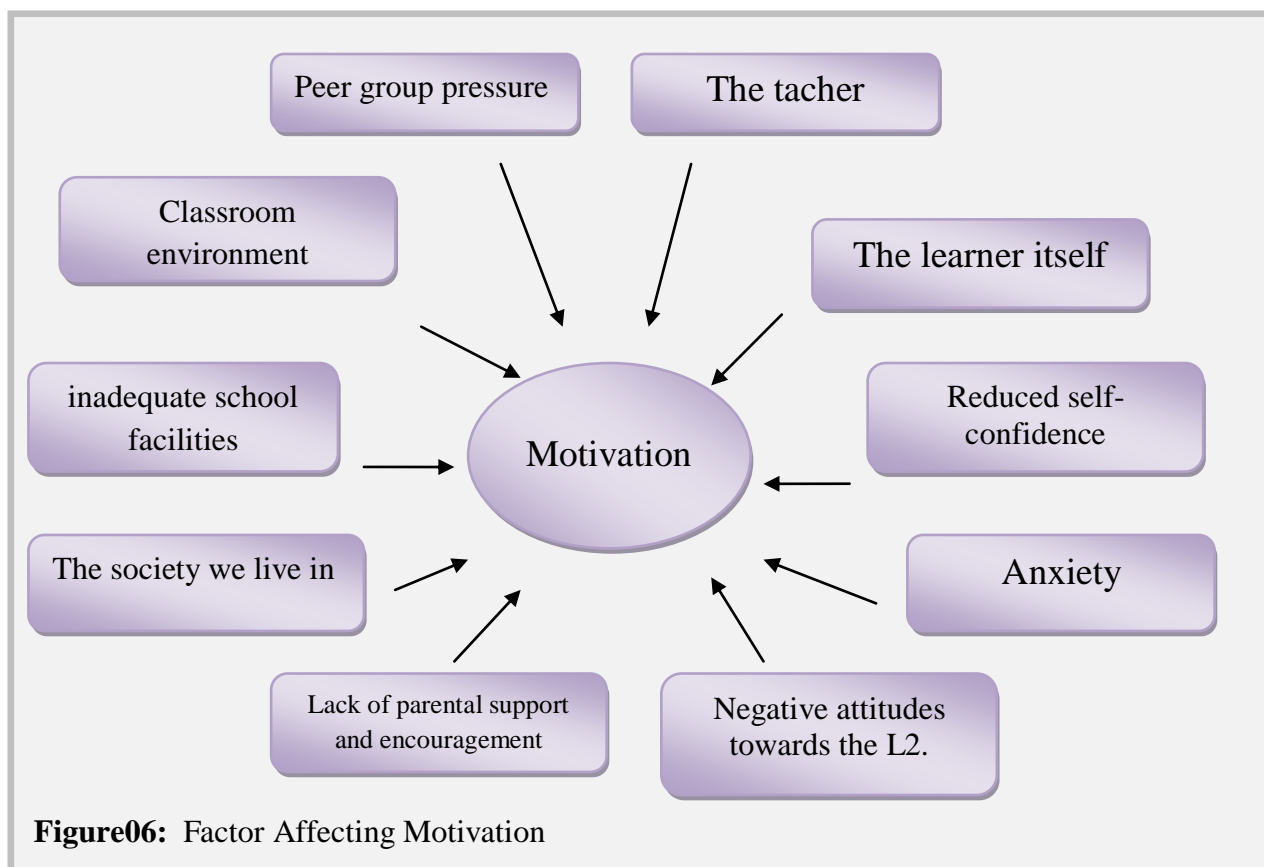 Peer group pressure
The tacher
Classroom
environment
The learner itself
inadequate school
facilities
Reduced self-
confidence
Motivation
The society we live in
Anxiety
Lack of parental support
and encouragement
Negative attitudes
towards the L2.
Figure06: Factor Affecting Motivation